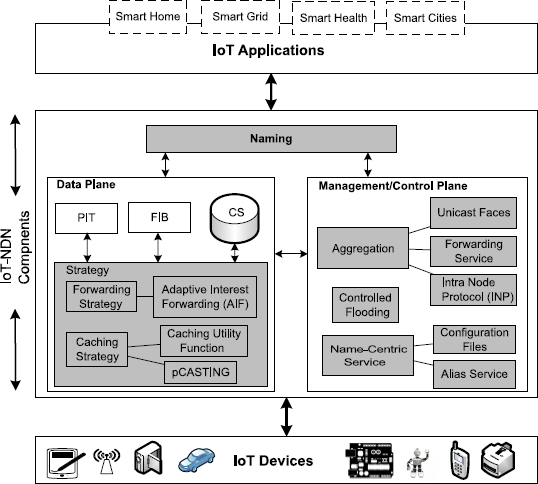 Smart Home
Smart Grid
Smart Health
Smart Cities
IoT Applications
IoT-NDN
Compnents
Naming
Data Plane
PIT
FIB
CS
Strategy
Forwarding
Strategy
Adaptive Interest
Forwarding (AIF)
Caching
Strategy
Caching Utility
Function
pCASTING
Management/Control Plane
Aggregation
Unicast Faces
Forwarding
Service
Intra Node
Protocol (INP)
Controlled
Flooding
Name-Centric
Service
Configuration
Files
Alias Service
IoT Devices